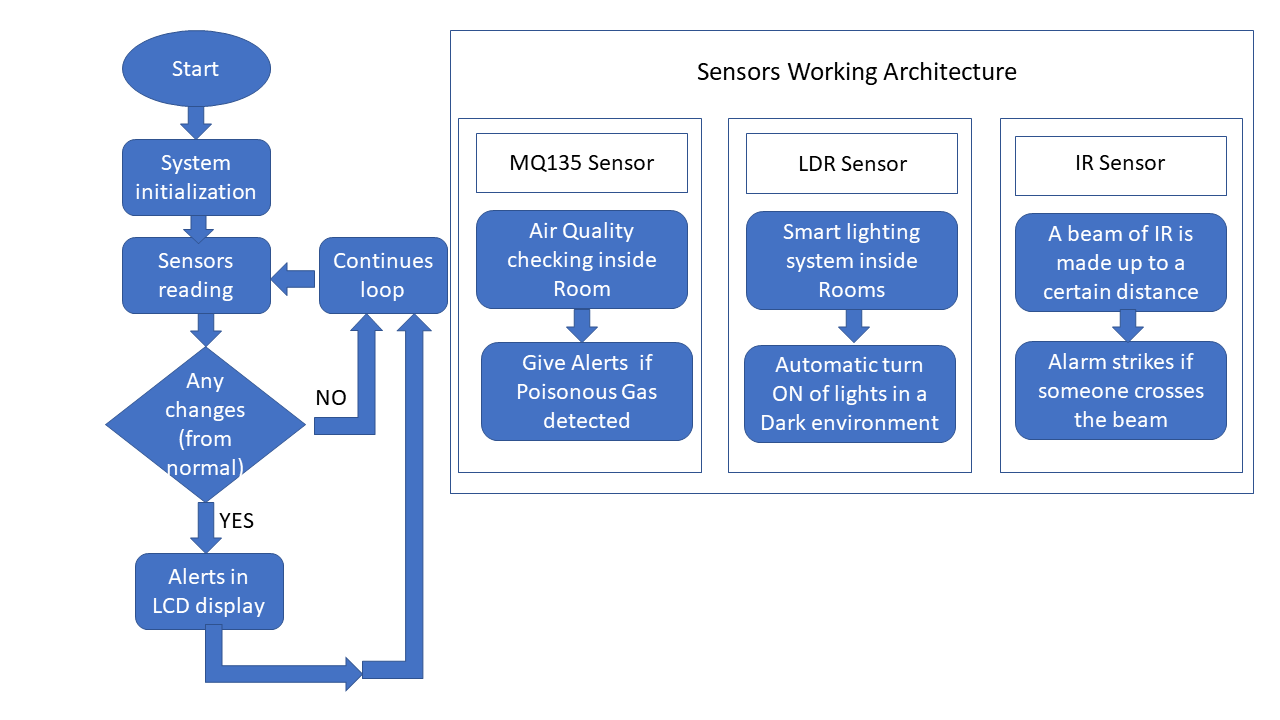 Start
System
initialization
Sensors
reading
Continues
loop
Any
changes
(from
normal)
NO
YES
Alerts in
LCD display
Sensors Working Architecture
MQ135 Sensor
Air Quality
checking inside
Room
Give Alerts  if
Poisonous Gas
detected
LDR Sensor
Smart lighting
system inside
Rooms
Automatic turn
ON of lights in a
Dark environment
IR Sensor
A beam of IR is
made up to a
certain distance
Alarm strikes if
someone crosses
the beam